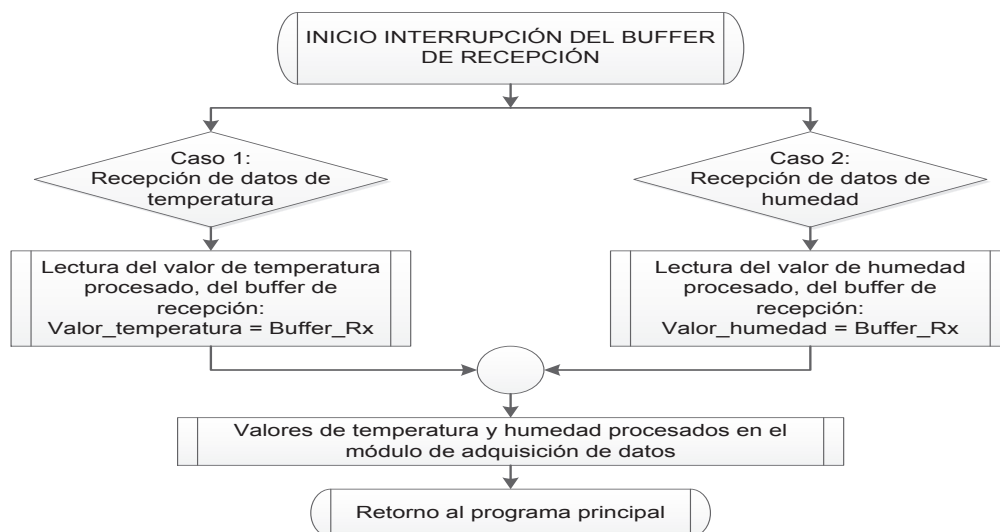 INICIO INTERRUPCIÓN DEL BUFFER
DE RECEPCIÓN
Caso 1:
Recepción de datos de
temperatura
Caso 2:
Recepción de datos de
humedad
Lectura del valor de temperatura
procesado, del buffer de
recepción:
Valor_temperatura = Buffer_Rx
Lectura del valor de humedad
procesado, del buffer de
recepción:
Valor_humedad = Buffer_Rx
Valores de temperatura y humedad procesados en el
módulo de adquisición de datos
Retorno al programa principal